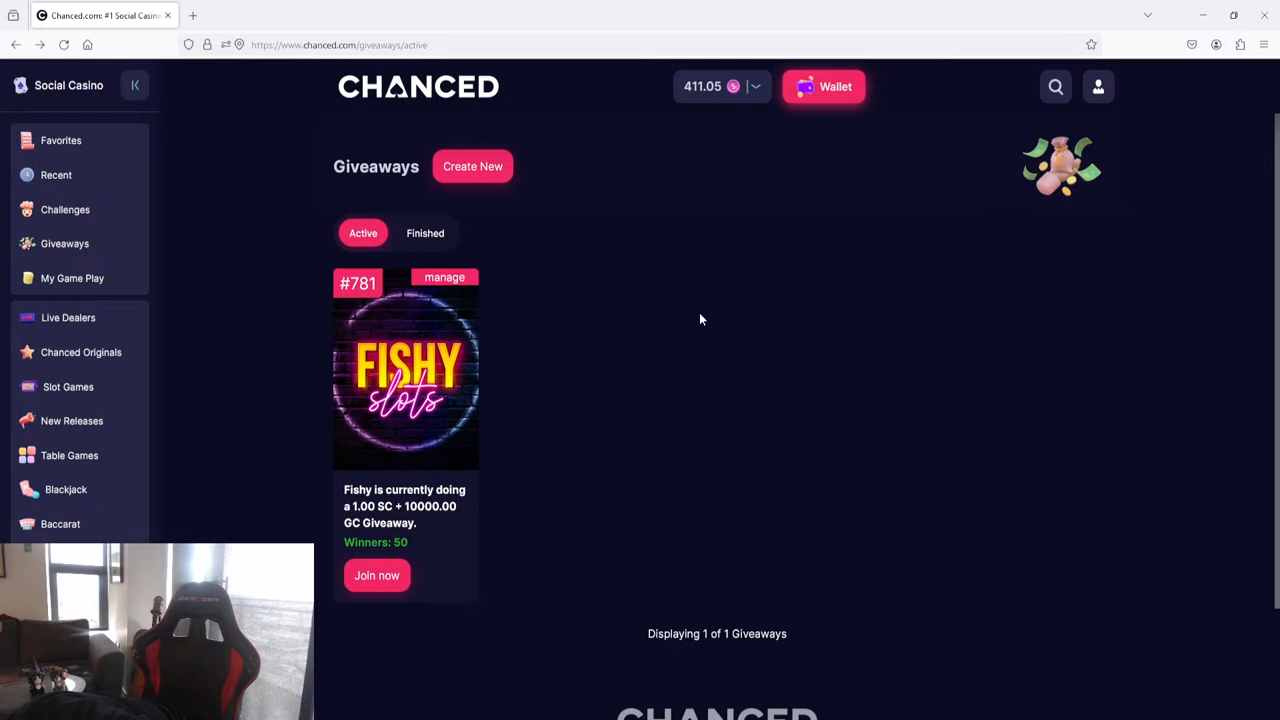 Chanced.com: #1 Social Casino
https://www.chanced.com/giveaways/active
Social Casino
CHANCED
411.05
Wallet
Favorites
Recent
Challenges
Giveaways
My Game Play
Live Dealers
Chanced Originals
Slot Games
New Releases
Table Games
Blackjack
Baccarat
Giveaways
Create New
Active
Finished
#781
manage
FISHY
slots
Fishy is currently doing
a 1.00 SC + 10000.00
GC Giveaway.
Winners: 50
Join now
Displaying 1 of 1 Giveaways
CHANCED